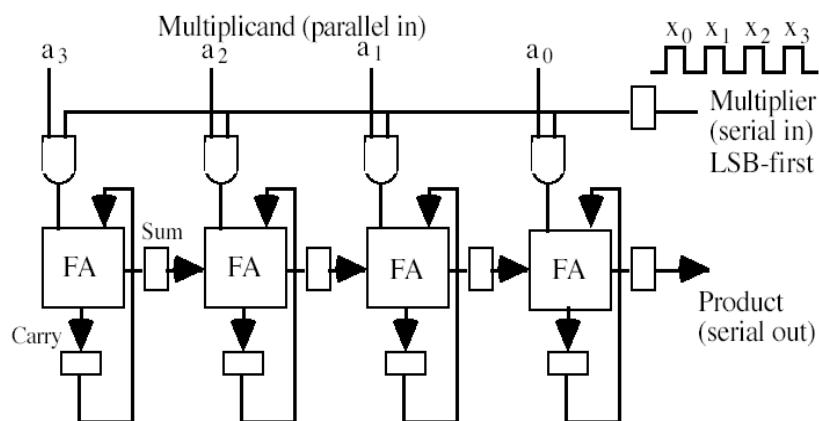 Multiplicand (parallel in)
x₀ x₁ x₂ x₃
a₃ a₂ a₁ a₀
Multiplier
(serial in)
LSB-first
Sum
FA FA FA FA
Carry
Product
(serial out)